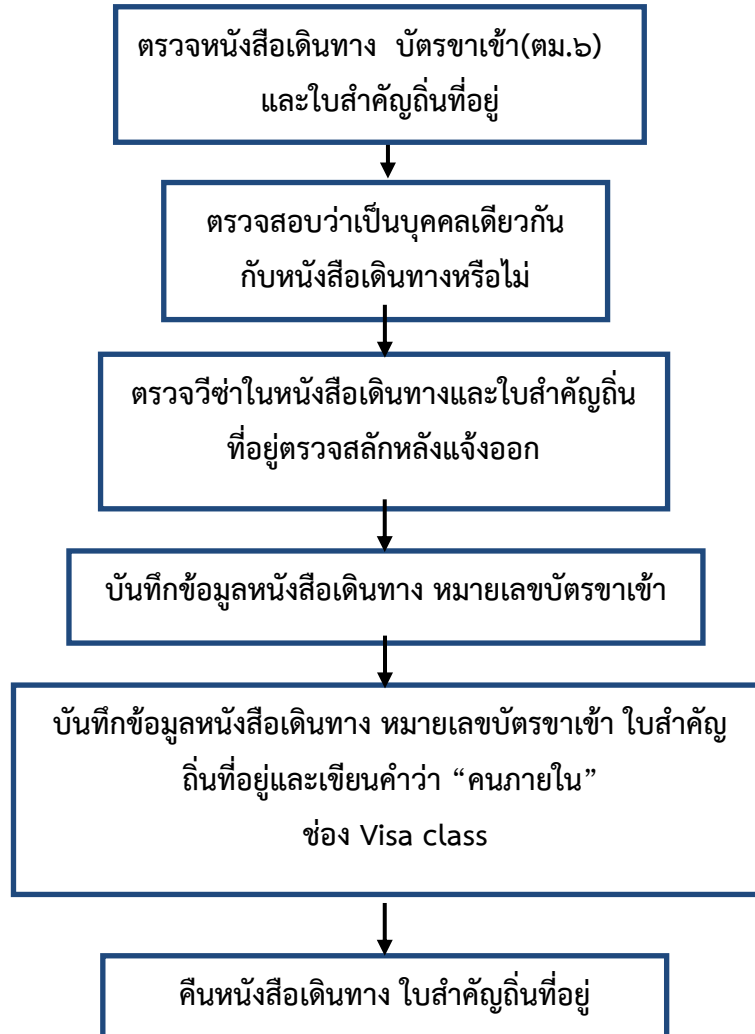 ตรวจหนังสือเดินทาง บัตรขาเข้า(ตม.๖)
และใบสำคัญถิ่นที่อยู่
ตรวจสอบว่าเป็นบุคคลเดียวกัน
กับหนังสือเดินทางหรือไม่
ตรวจวีซ่าในหนังสือเดินทางและใบสำคัญถิ่น
ที่อยู่ตรวจสลักหลังแจ้งออก
บันทึกข้อมูลหนังสือเดินทาง หมายเลขบัตรขาเข้า
บันทึกข้อมูลหนังสือเดินทาง หมายเลขบัตรขาเข้า ใบสำคัญ
ถิ่นที่อยู่และเขียนคำว่า “คนภายใน”
ช่อง Visa class
คืนหนังสือเดินทาง ใบสำคัญถิ่นที่อยู่